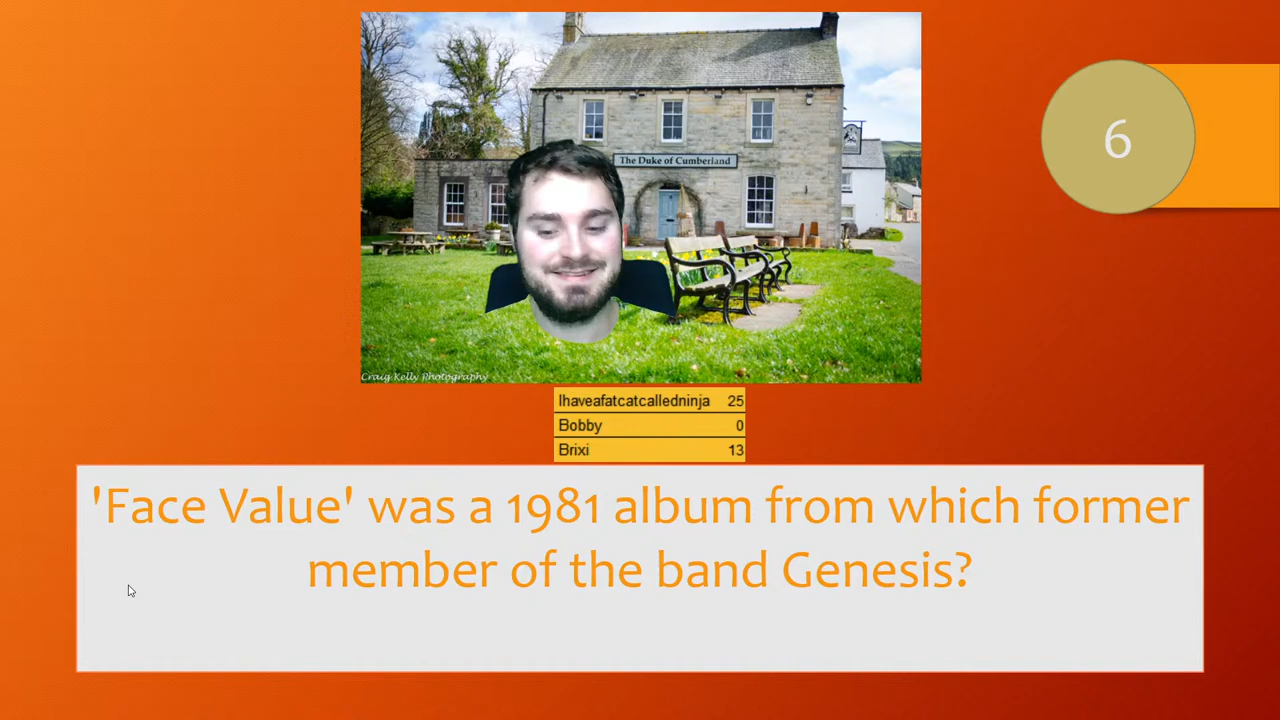 The Duke of Cumberland
6
Craig Kelly Photography
Ihaveafatcatcalledninja 25
Bobby 0
Brixi 13
'Face Value' was a 1981 album from which former
member of the band Genesis?